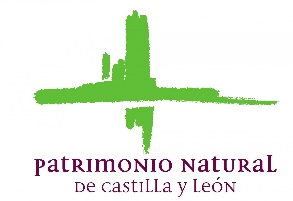 patrimonio natural
de castilla y león